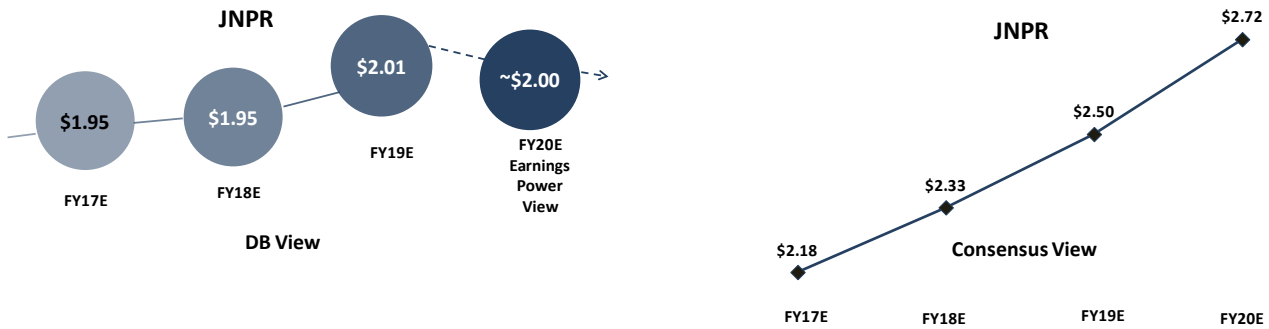 JNPR
$1.95
$1.95
$2.01
~$2.00
FY17E
FY18E
FY19E
FY20E
Earnings
Power
View
DB View
JNPR
$2.18
$2.33
$2.50
$2.72
Consensus View
FY17E
FY18E
FY19E
FY20E